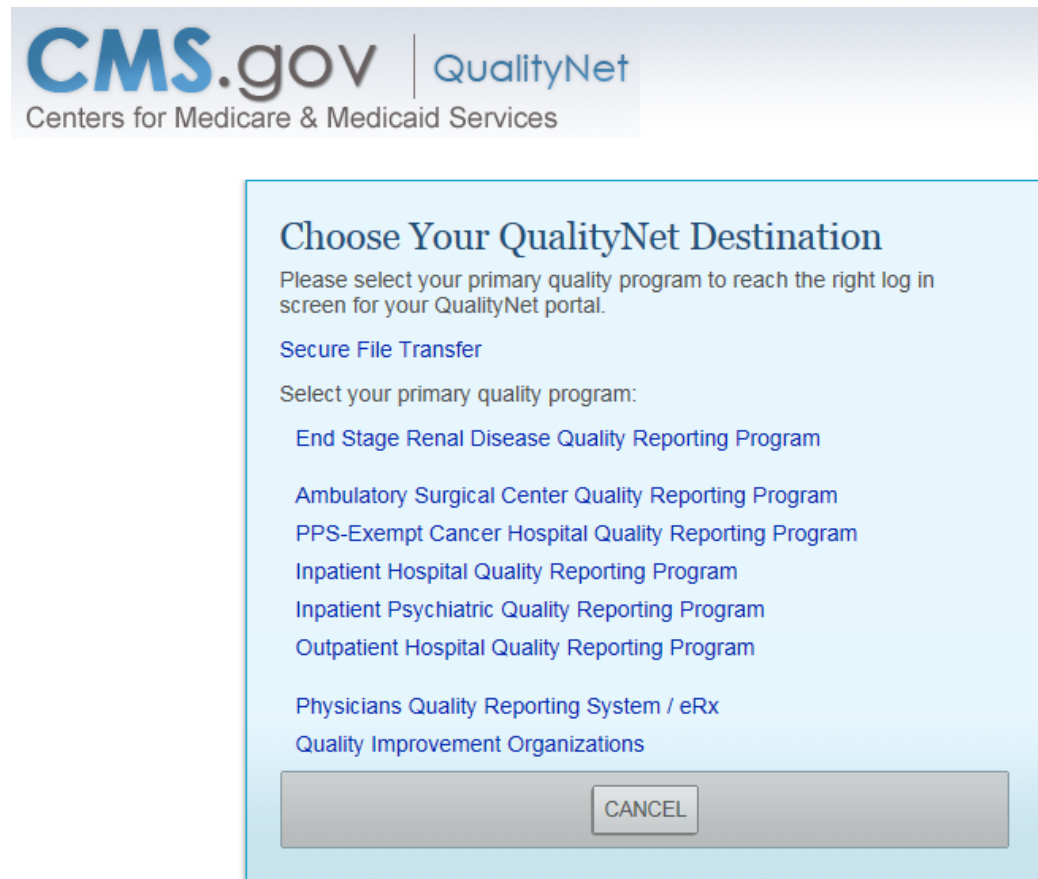 CMS.gov | QualityNet
Centers for Medicare & Medicaid Services
Choose Your QualityNet Destination
Please select your primary quality program to reach the right log in
screen for your QualityNet portal.
Secure File Transfer
Select your primary quality program:
End Stage Renal Disease Quality Reporting Program
Ambulatory Surgical Center Quality Reporting Program
PPS-Exempt Cancer Hospital Quality Reporting Program
Inpatient Hospital Quality Reporting Program
Inpatient Psychiatric Quality Reporting Program
Outpatient Hospital Quality Reporting Program
Physicians Quality Reporting System / eRx
Quality Improvement Organizations
CANCEL